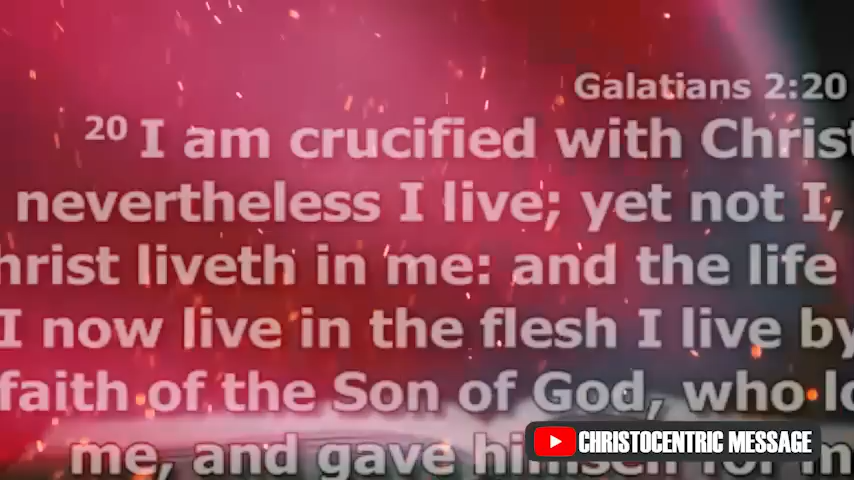 Galatians 2:20
20 I am crucified with Christ
nevertheless I live; yet not I,
hrist liveth in me: and the life
I now live in the flesh I live by
faith of the Son of God, who lo
me, and gave himself for m
CHRISTOCENTRIC MESSAGE